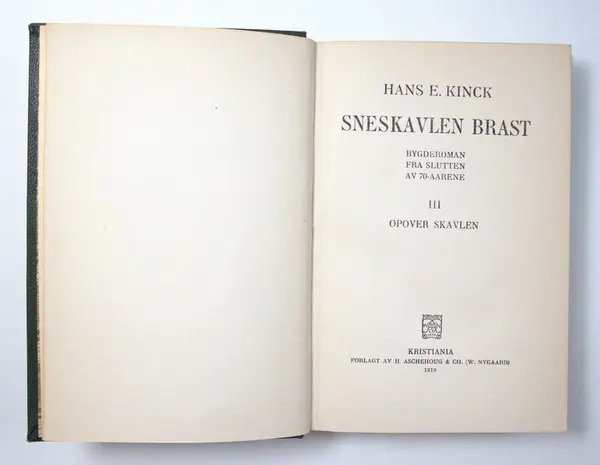 HANS E. KINCK
SNESKAVLEN BRAST
BYGDEROMAN
FRA SLUTTEN
AV 70-AARENE
III
OPOVER SKAVLEN
KRISTIANIA
FORLAGT AV H. ASCHEHOUG & CO. (W. NYGAARD)
1919